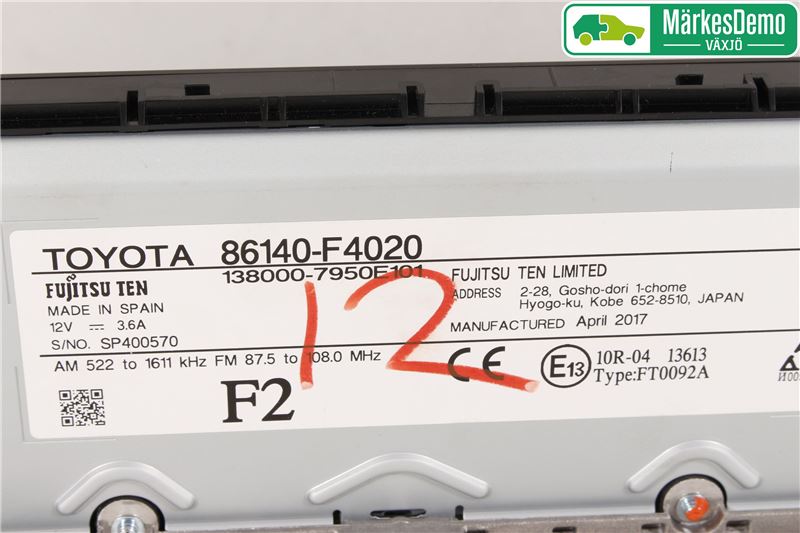 MärkesDemo
VÄXJÖ
TOYOTA 86140-F4020
138000-7950E101
FUJITSU TEN
MADE IN SPAIN
12V 3.6A
S/NO. SP400570
FUJITSU TEN LIMITED
ADDRESS 2-28, Gosho-dori 1-chome
Hyogo-ku, Kobe 652-8510, JAPAN
MANUFACTURED April 2017
AM 522 to 1611 kHz FM 87.5 to 108.0 MHz
F2
12
CE
E13
10R-04 13613
Type:FT0092A